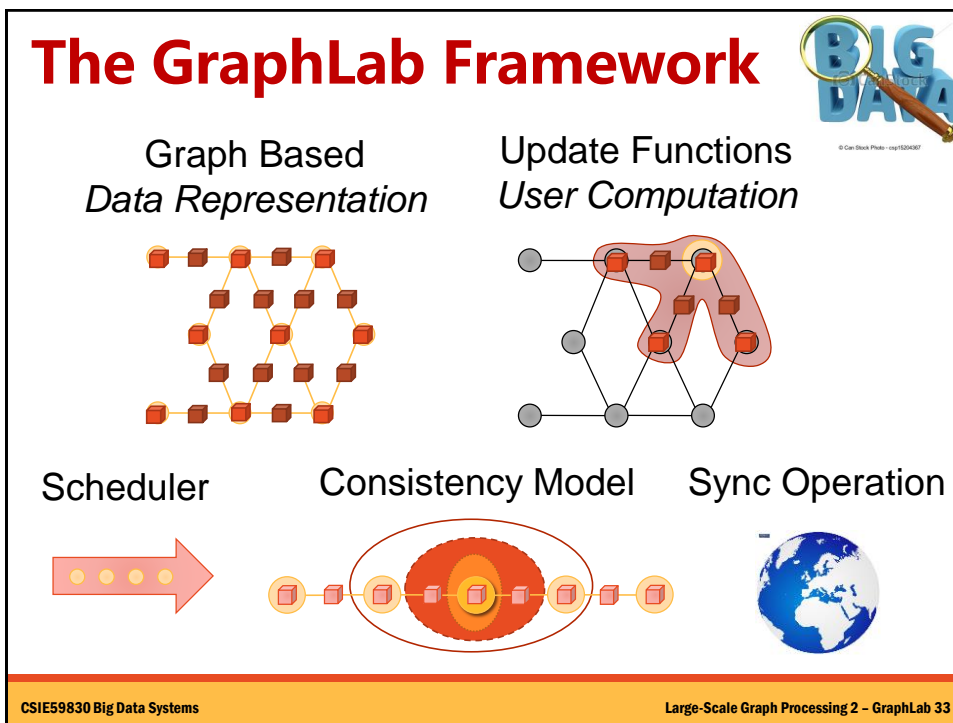 The GraphLab Framework
BIG
DATA
© Can Stock Photo - csp15204367
Graph Based
Data Representation
Update Functions
User Computation
Scheduler
Consistency Model
Sync Operation
CSIE59830 Big Data Systems
Large-Scale Graph Processing 2 – GraphLab 33